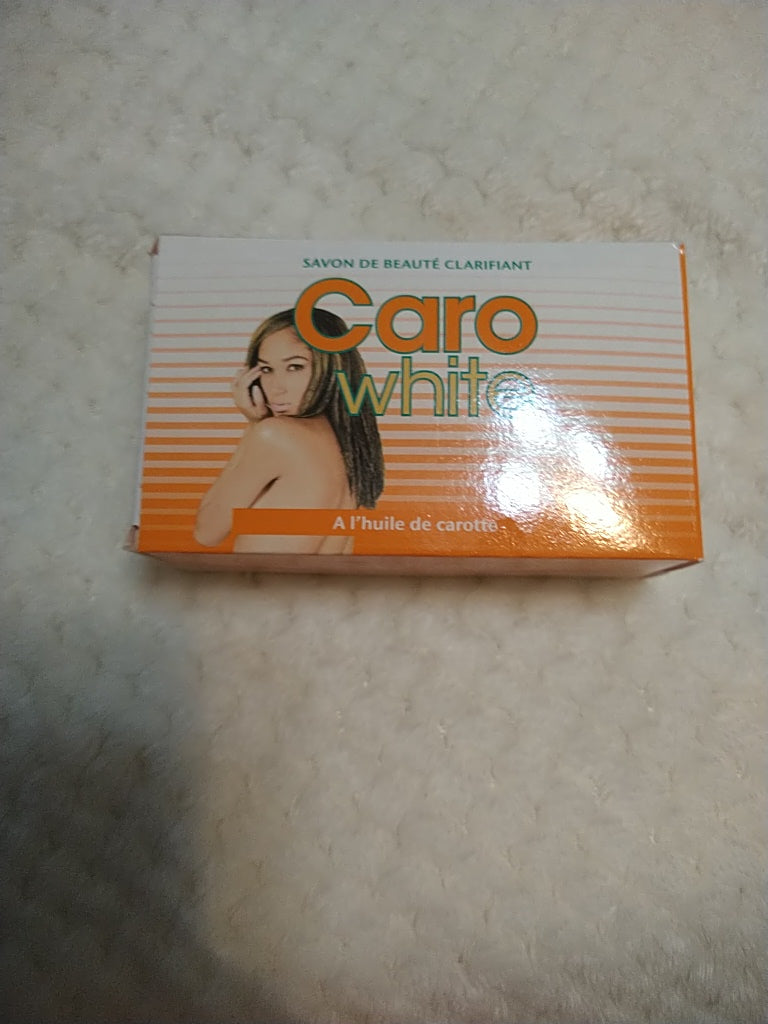 SAVON DE BEAUTÉ CLARIFIANT
Caro
white
A l'huile de carotte